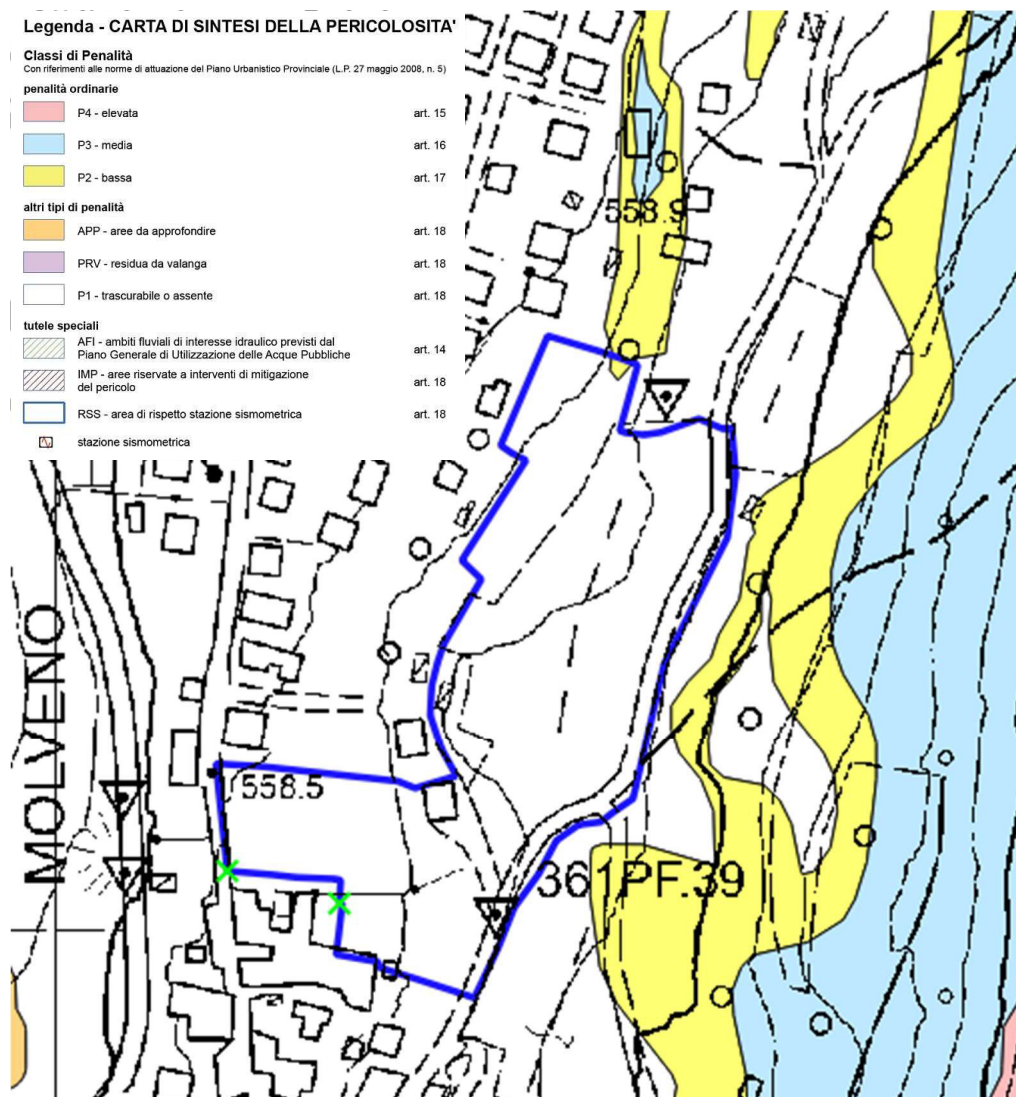 Legenda - CARTA DI SINTESI DELLA PERICOLOSITA'
Classi di Penalità
Con riferimenti alle norme di attuazione del Piano Urbanistico Provinciale (L.P. 27 maggio 2008, n. 5)
penalità ordinarie
P4 - elevata art. 15
P3 - media art. 16
P2 - bassa art. 17
altri tipi di penalità
APP - aree da approfondire art. 18
PRV - residua da valanga art. 18
P1 - trascurabile o assente art. 18
tutele speciali
AFI - ambiti fluviali di interesse idraulico previsti dal
Piano Generale di Utilizzazione delle Acque Pubbliche art. 14
IMP - aree riservate a interventi di mitigazione
del pericolo art. 18
RSS - area di rispetto stazione sismometrica art. 18
stazione sismometrica
558.9
MOLVENO
558.5
361PF.39